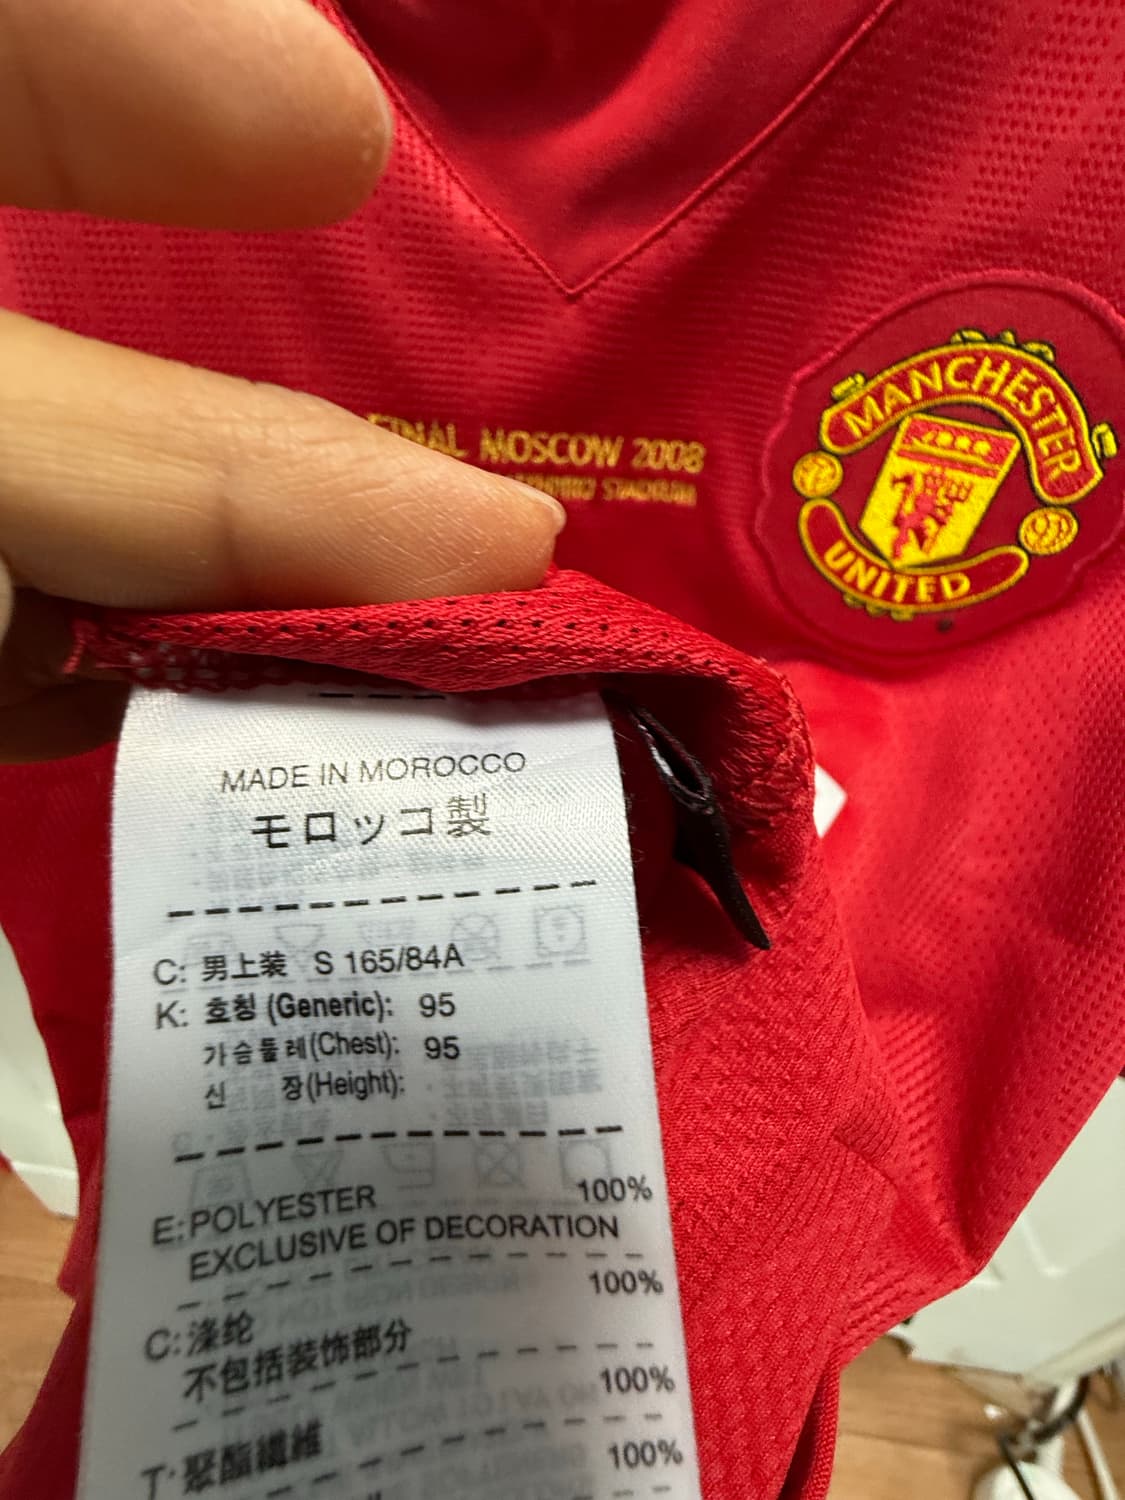 FINAL MOSCOW 2008
STADIUM
MANCHESTER
UNITED
MADE IN MOROCCO
モロッコ製
C: 男上装 S 165/84A
K: 호칭 (Generic): 95
가슴둘레(Chest): 95
신 장(Height):
E: POLYESTER 100%
EXCLUSIVE OF DECORATION
100%
C: 涤纶
不包括装饰部分
100%
T: 聚酯纖維
100%